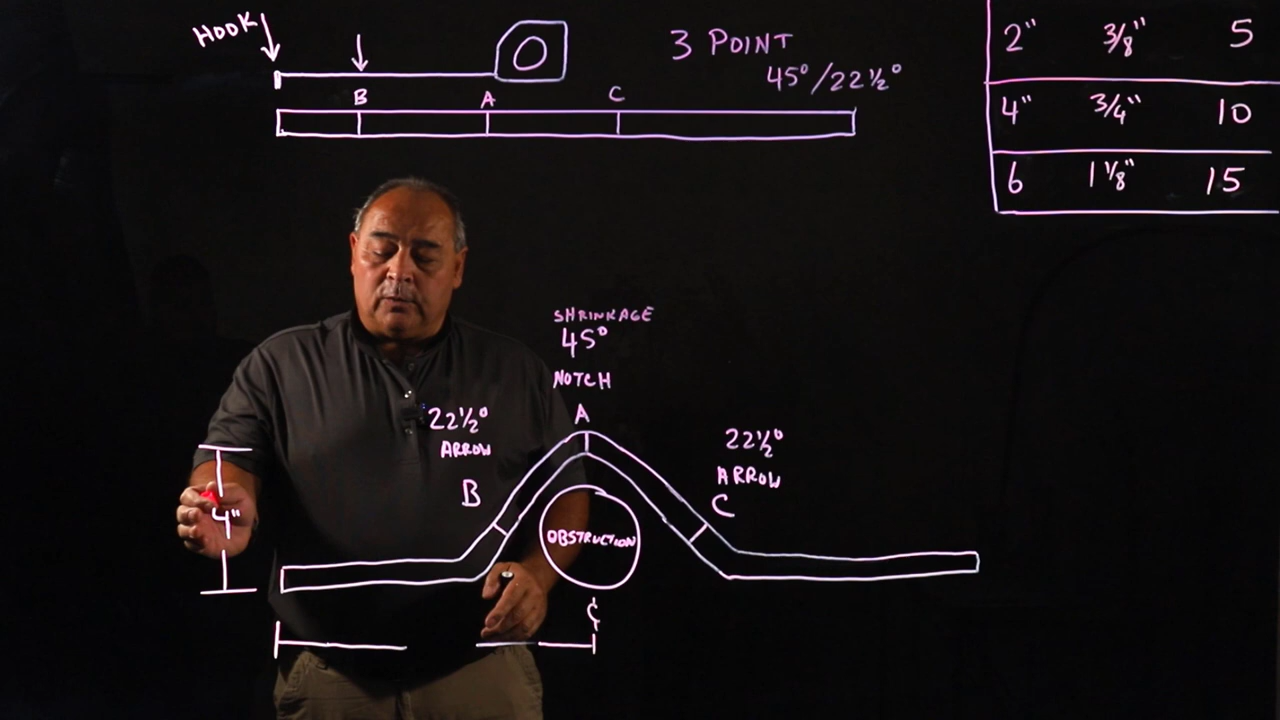 HOOK
3 POINT
45°/22½°
B A C
2" 3/8" 5
4" 3/4" 10
6 1 1/8" 15
SHRINKAGE
45°
NOTCH
A
22½°
ARROW
B
22½°
ARROW
C
4"
OBSTRUCTION
℄